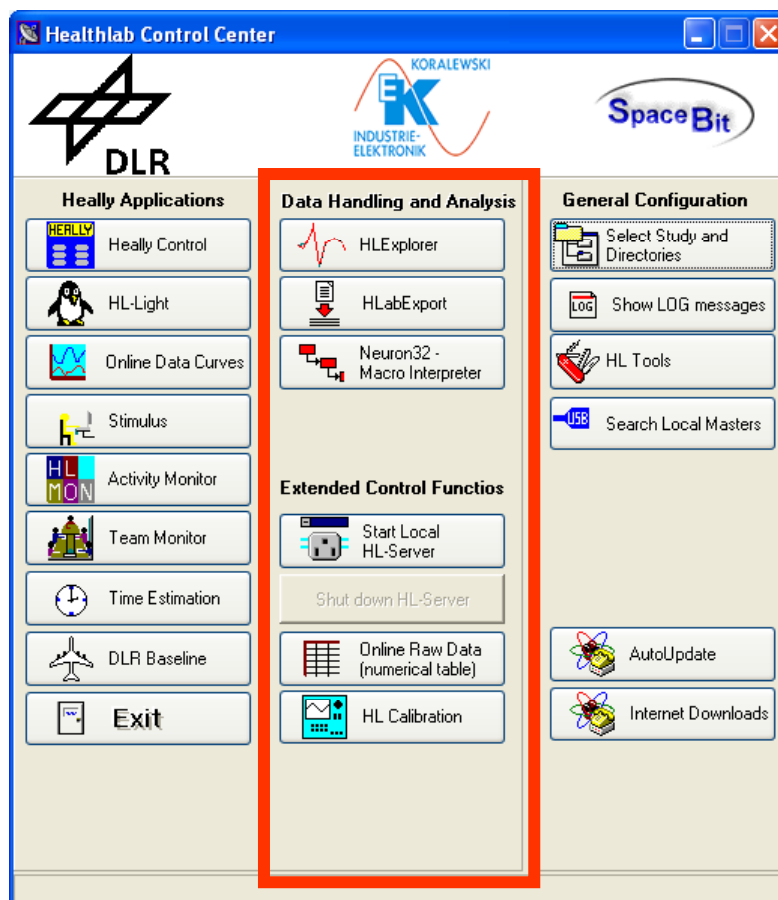 Healthlab Control Center
DLR
KORALEWSKI
EK
INDUSTRIE-
ELEKTRONIK
SpaceBit
Heally Applications
HEALLY
Heally Control
HL-Light
Online Data Curves
Stimulus
HL
MON
Activity Monitor
Team Monitor
Time Estimation
DLR Baseline
Exit
Data Handling and Analysis
HLExplorer
HLabExport
Neuron32 -
Macro Interpreter
Extended Control Functios
Start Local
HL-Server
Shut down HL-Server
Online Raw Data
(numerical table)
HL Calibration
General Configuration
Select Study and
Directories
LOG
Show LOG messages
HL Tools
USB
Search Local Masters
AutoUpdate
Internet Downloads